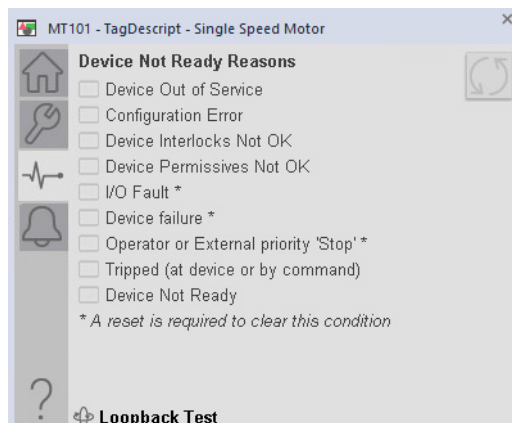 MT101 - TagDescript - Single Speed Motor
Device Not Ready Reasons
Device Out of Service
Configuration Error
Device Interlocks Not OK
Device Permissives Not OK
I/O Fault *
Device failure *
Operator or External priority 'Stop' *
Tripped (at device or by command)
Device Not Ready
* A reset is required to clear this condition
?
Loopback Test